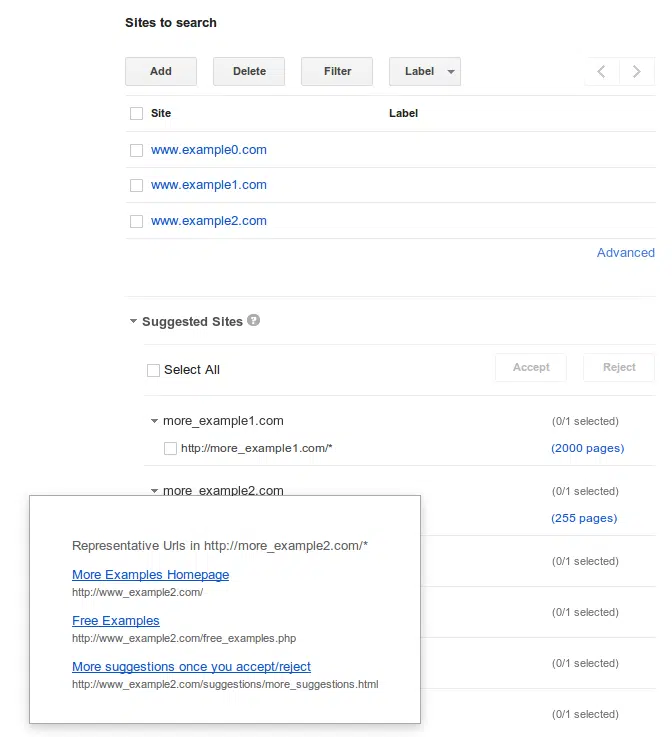 Sites to search
Add Delete Filter Label
Site Label
www.example0.com
www.example1.com
www.example2.com
Advanced
Suggested Sites ?
Select All Accept Reject
more_example1.com (0/1 selected)
http://more_example1.com/* (2000 pages)
more_example2.com (0/1 selected)
(255 pages)
Representative Urls in http://more_example2.com/*
(0/1 selected)
More Examples Homepage
http://www_example2.com/
(0/1 selected)
Free Examples
http://www_example2.com/free_examples.php
(0/1 selected)
More suggestions once you accept/reject
http://www_example2.com/suggestions/more_suggestions.html
(0/1 selected)